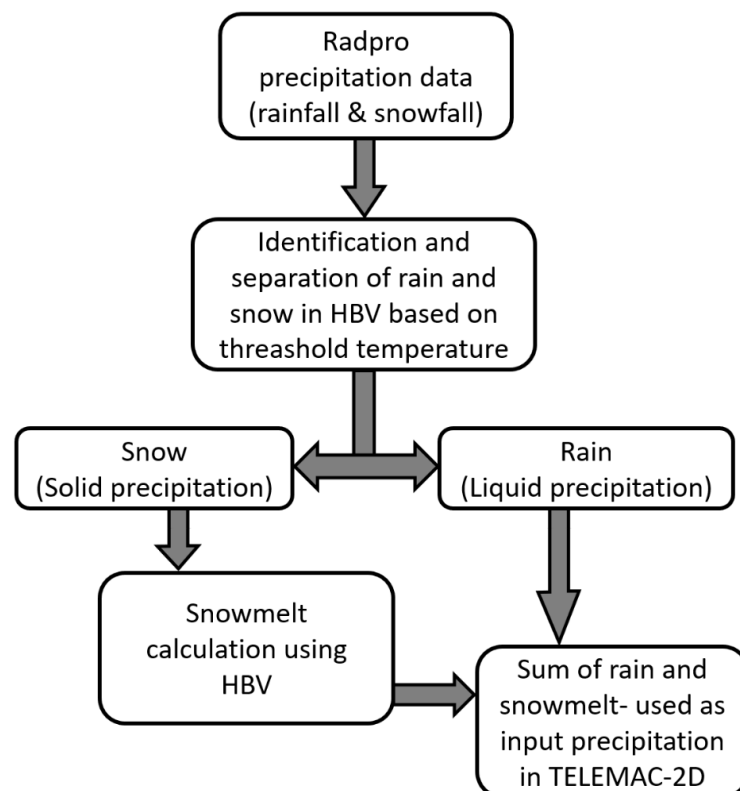 Radpro
precipitation data
(rainfall & snowfall)
Identification and
separation of rain and
snow in HBV based on
threashold temperature
Snow
(Solid precipitation)
Rain
(Liquid precipitation)
Snowmelt
calculation using
HBV
Sum of rain and
snowmelt- used as
input precipitation
in TELEMAC-2D